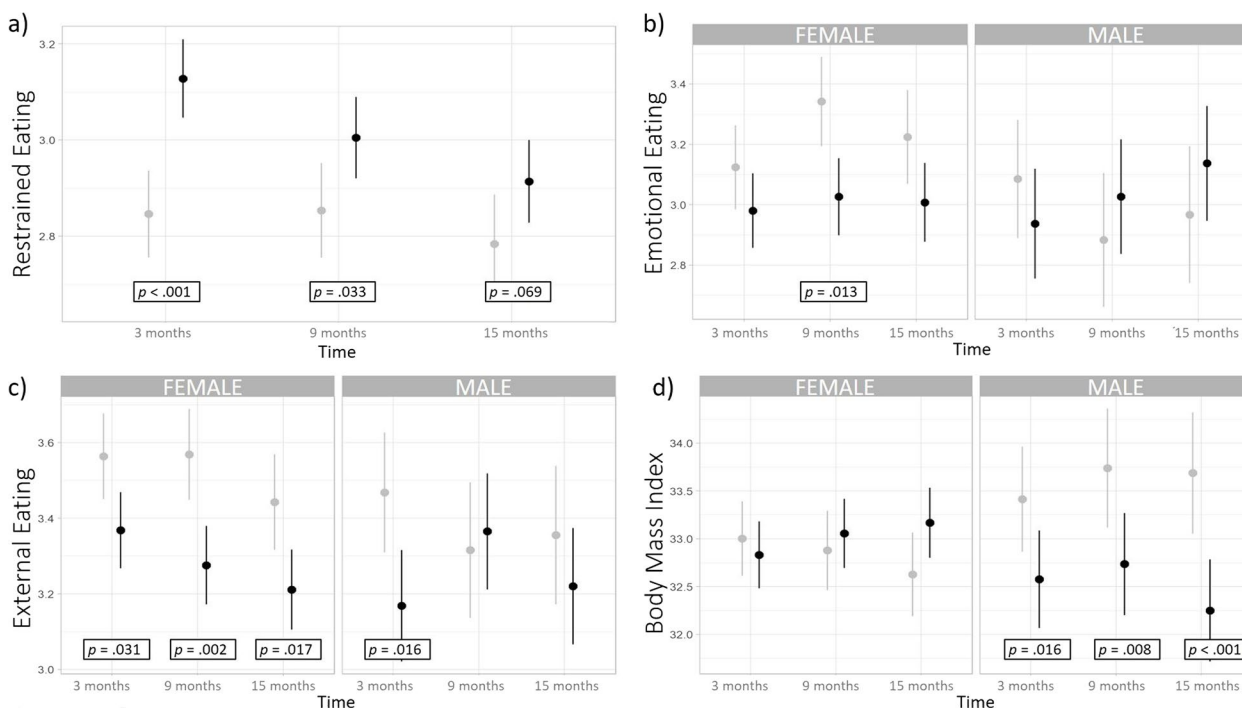 a)
Restrained Eating
3.2
3.0
2.8
p < .001
p = .033
p = .069
3 months
9 months
15 months
Time
b)
FEMALE
MALE
Emotional Eating
3.4
3.2
3.0
2.8
p = .013
3 months
9 months
15 months
3 months
9 months
15 months
Time
c)
FEMALE
MALE
External Eating
3.6
3.4
3.2
3.0
p = .031
p = .002
p = .017
p = .016
3 months
9 months
15 months
3 months
9 months
15 months
Time
d)
FEMALE
MALE
Body Mass Index
34.0
33.5
33.0
32.5
32.0
p = .016
p = .008
p < .001
3 months
9 months
15 months
3 months
9 months
15 months
Time